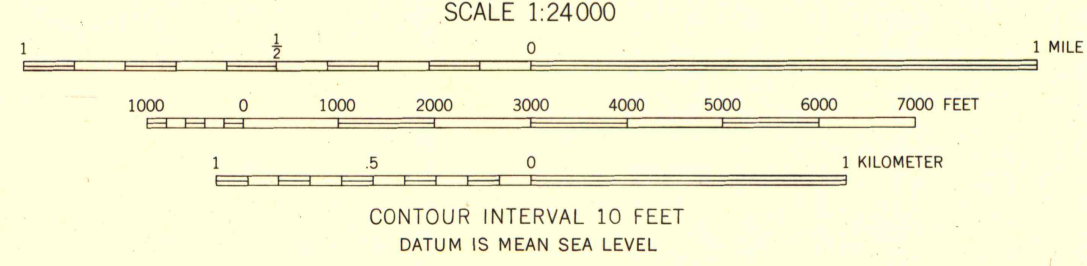 SCALE 1:24000
1 1/2 0 1 MILE
1000 0 1000 2000 3000 4000 5000 6000 7000 FEET
1 .5 0 1 KILOMETER
CONTOUR INTERVAL 10 FEET
DATUM IS MEAN SEA LEVEL